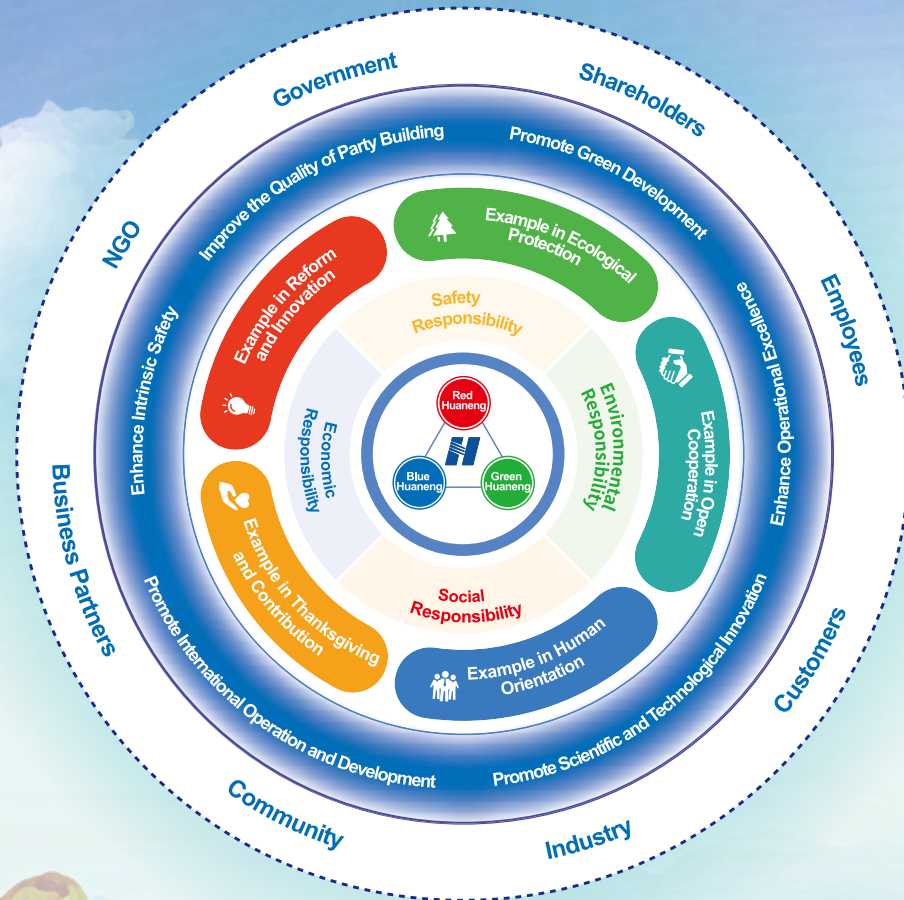 Government
Shareholders
Employees
Customers
Industry
Community
Business Partners
NGO
Improve the Quality of Party Building
Promote Green Development
Enhance Operational Excellence
Promote Scientific and Technological Innovation
Promote International Operation and Development
Enhance Intrinsic Safety
Example in Ecological
Protection
Example in Open
Cooperation
Example in Human
Orientation
Example in Thanksgiving
and Contribution
Example in Reform
and Innovation
Safety
Responsibility
Environmental
Responsibility
Social
Responsibility
Economic
Responsibility
Red
Huaneng
Blue
Huaneng
Green
Huaneng